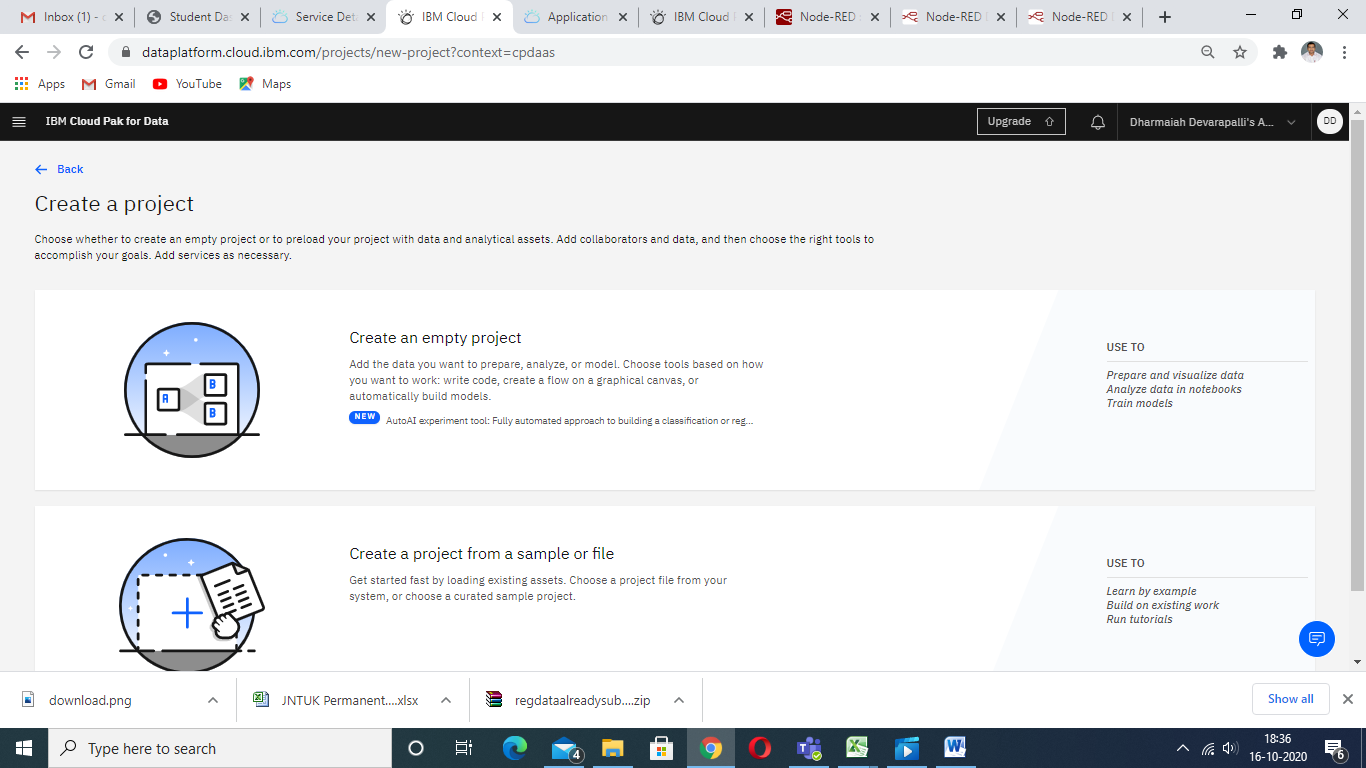 Inbox (1) - c
Student Das
Service Deta
IBM Cloud
Application
IBM Cloud
Node-RED :
Node-RED
Node-RED
dataplatform.cloud.ibm.com/projects/new-project?context=cpdaas
Apps
Gmail
YouTube
Maps
IBM Cloud Pak for Data
Upgrade
Dharmaiah Devarapalli's A...
DD
Back
Create a project
Choose whether to create an empty project or to preload your project with data and analytical assets. Add collaborators and data, and then choose the right tools to
accomplish your goals. Add services as necessary.
A
B
B
Create an empty project
Add the data you want to prepare, analyze, or model. Choose tools based on how
you want to work: write code, create a flow on a graphical canvas, or
automatically build models.
NEW AutoAI experiment tool: Fully automated approach to building a classification or reg...
USE TO
Prepare and visualize data
Analyze data in notebooks
Train models
Create a project from a sample or file
Get started fast by loading existing assets. Choose a project file from your
system, or choose a curated sample project.
USE TO
Learn by example
Build on existing work
Run tutorials
download.png
JNTUK Permanent....xlsx
regdataalreadysub....zip
Show all
Type here to search
4
18:36
16-10-2020
6